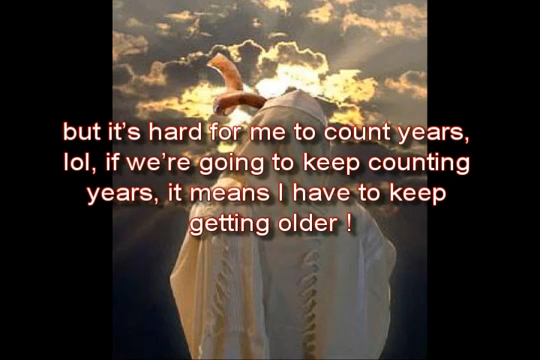 but it's hard for me to count years,
lol, if we're going to keep counting
years, it means I have to keep
getting older !